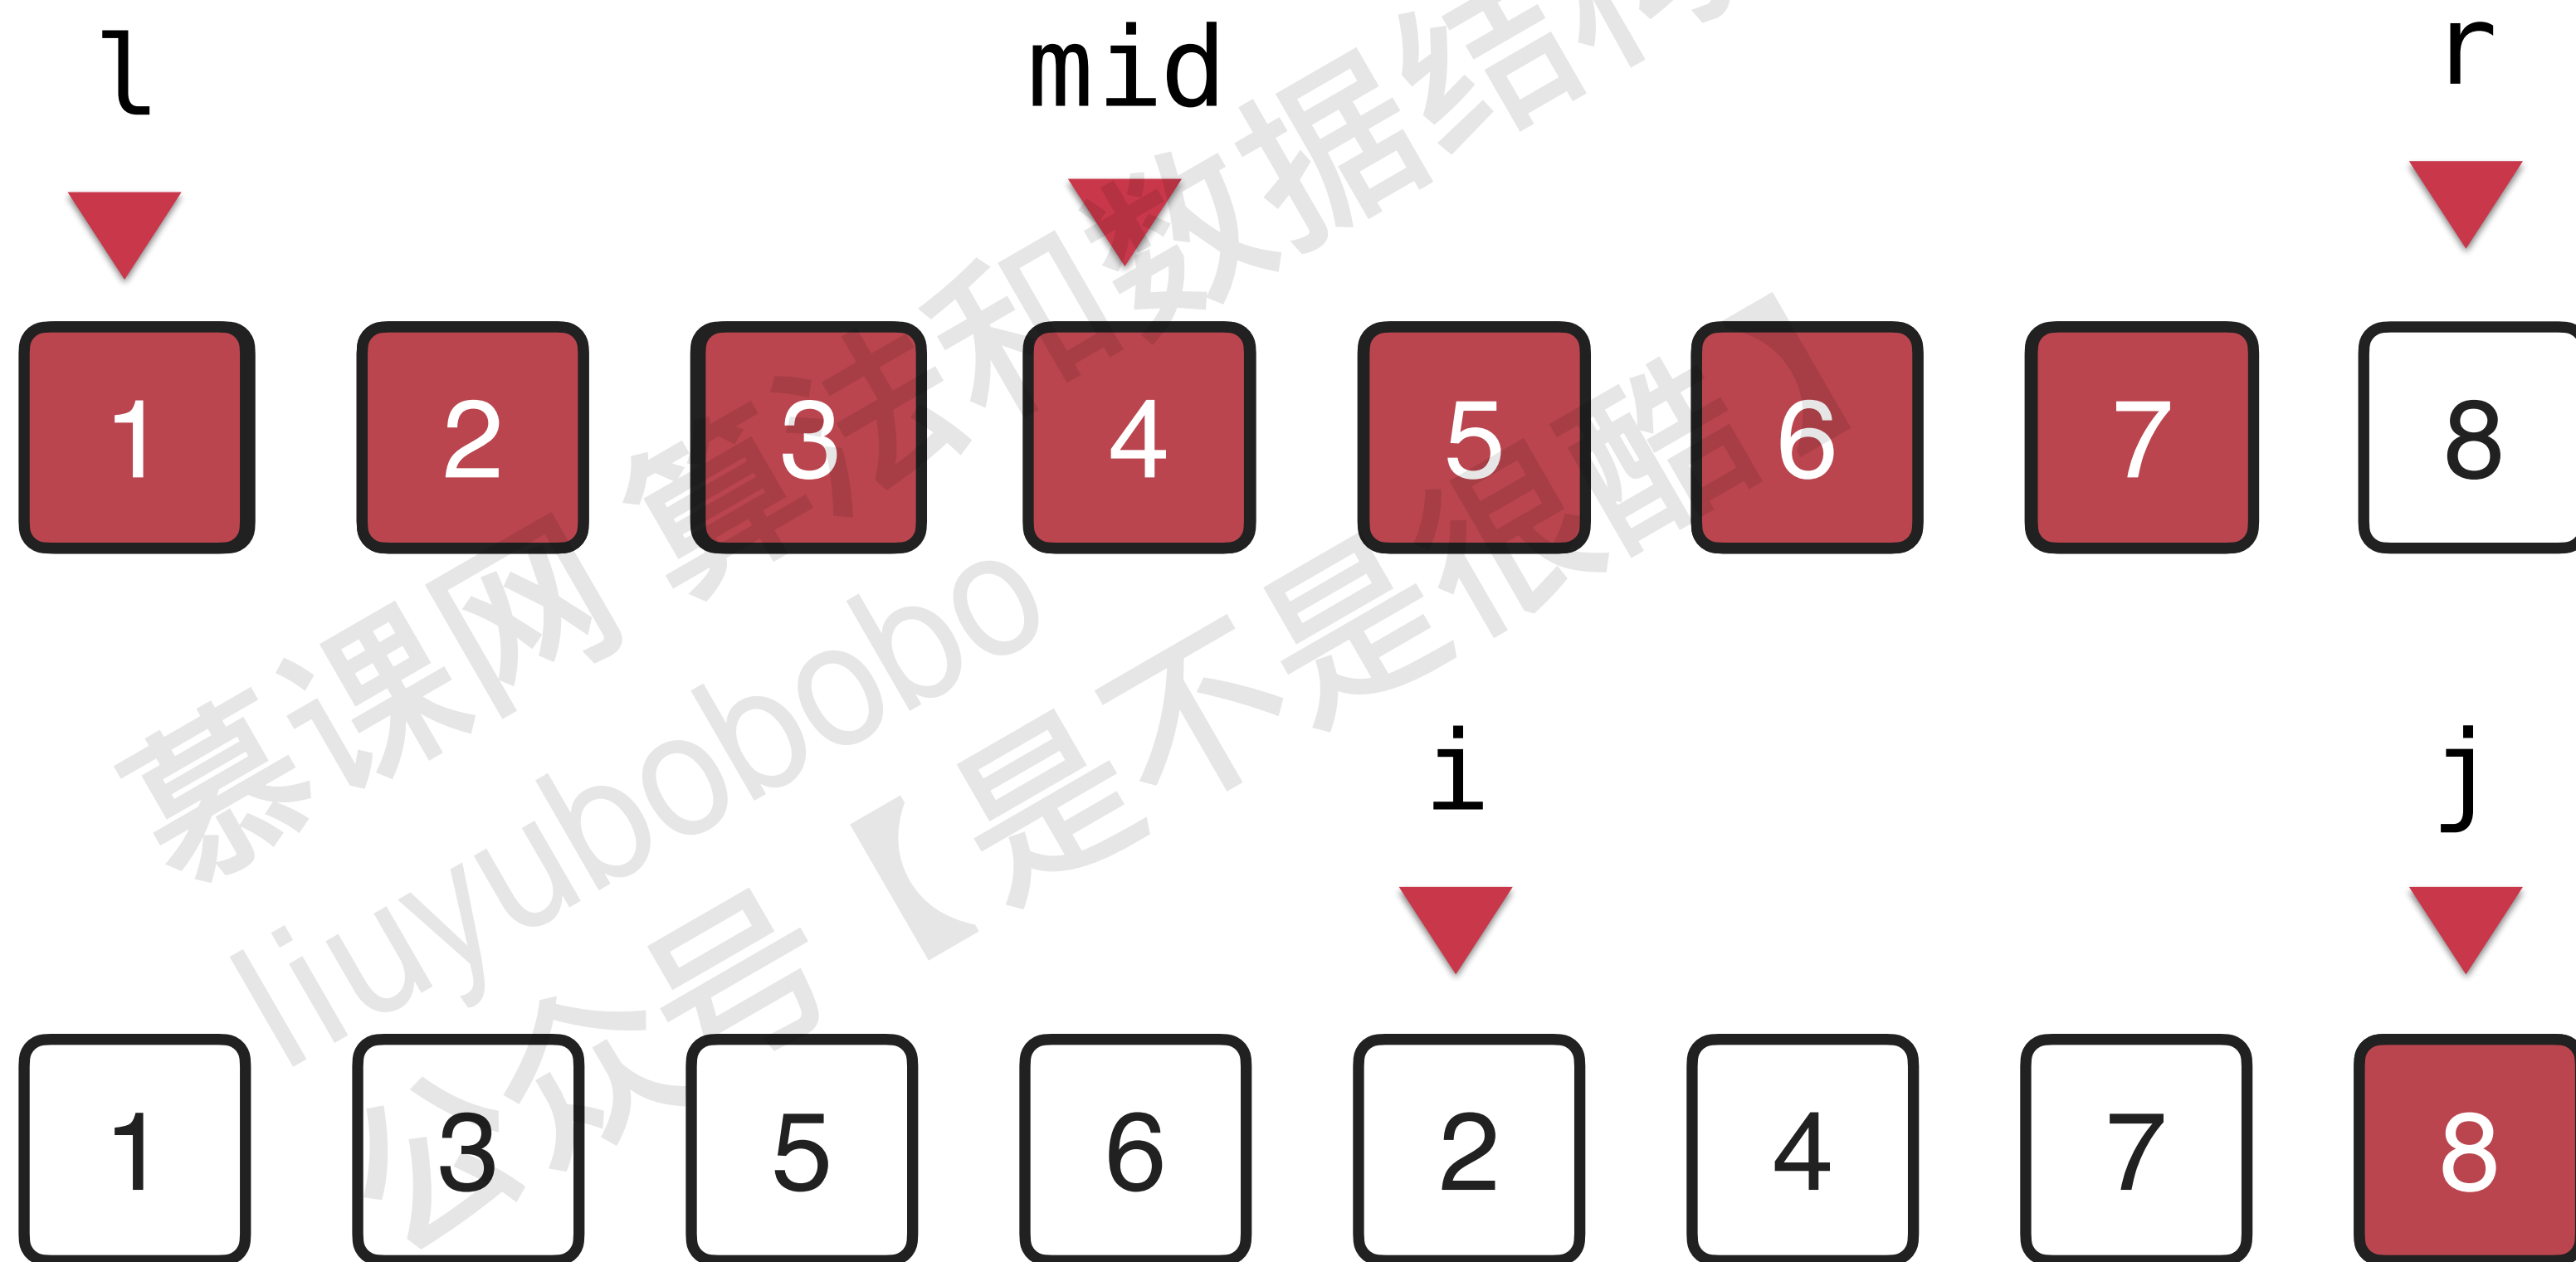 l mid r
1 2 3 4 5 6 7 8
i j
1 3 5 6 2 4 7 8
慕课网 算法和数据结构
liuyubobobo
公众号【是不是很酷】